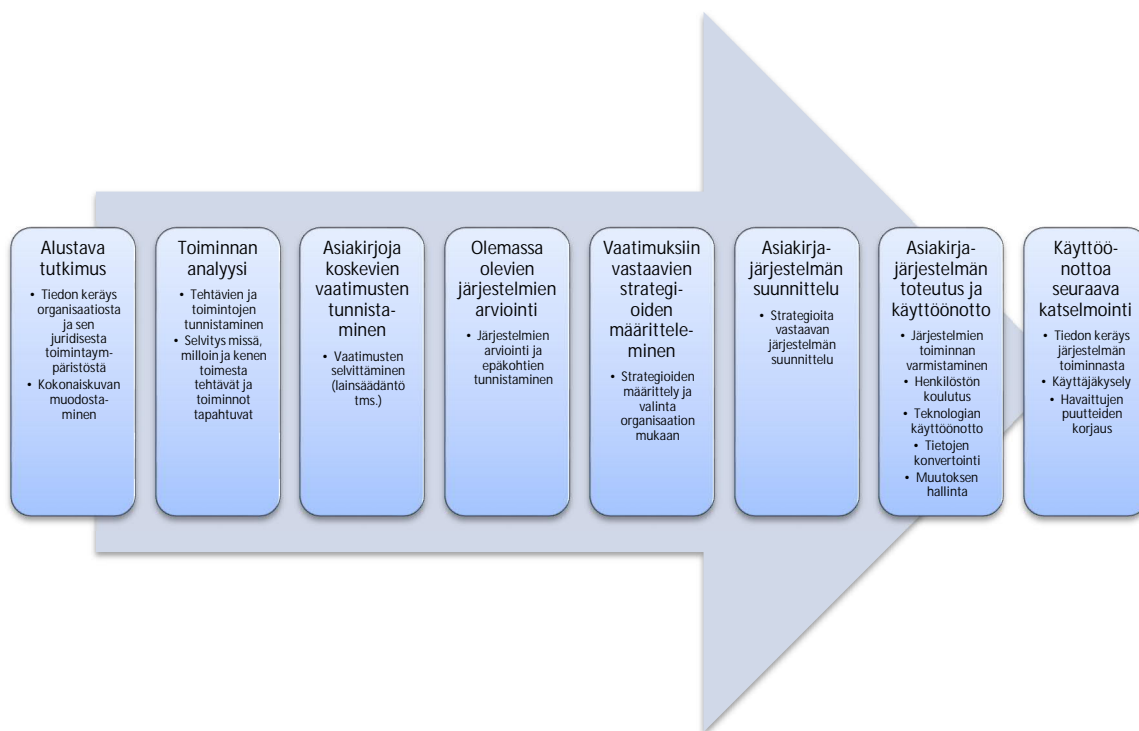 Alustava
tutkimus
• Tiedon keräys
organisaatiosta
ja sen
juridisesta
toimintaym-
päristöstä
• Kokonaiskuvan
muodosta-
minen
Toiminnan
analyysi
• Tehtävien ja
toimintojen
tunnistaminen
• Selvitys missä,
milloin ja kenen
toimesta
tehtävät ja
toiminnot
tapahtuvat
Asiakirjoja
koskevien
vaatimusten
tunnista-
minen
• Vaatimusten
selvittäminen
(lainsäädäntö
tms.)
Olemassa
olevien
järjestelmien
arviointi
• Järjestelmien
arviointi ja
epäkohtien
tunnistaminen
Vaatimuksiin
vastaavien
strategi-
oiden
määrittele-
minen
• Strategioiden
määrittely ja
valinta
organisaation
mukaan
Asiakirja-
järjestelmän
suunnittelu
• Strategioita
vastaavan
järjestelmän
suunnittelu
Asiakirja-
järjestelmän
toteutus ja
käyttöönotto
• Järjestelmien
toiminnan
varmistaminen
• Henkilöstön
koulutus
• Teknologian
käyttöönotto
• Tietojen
konvertointi
• Muutoksen
hallinta
Käyttöö-
nottoa
seuraava
katselmointi
• Tiedon keräys
järjestelmän
toiminnasta
• Käyttäjäkysely
• Havaittujen
puutteiden
korjaus